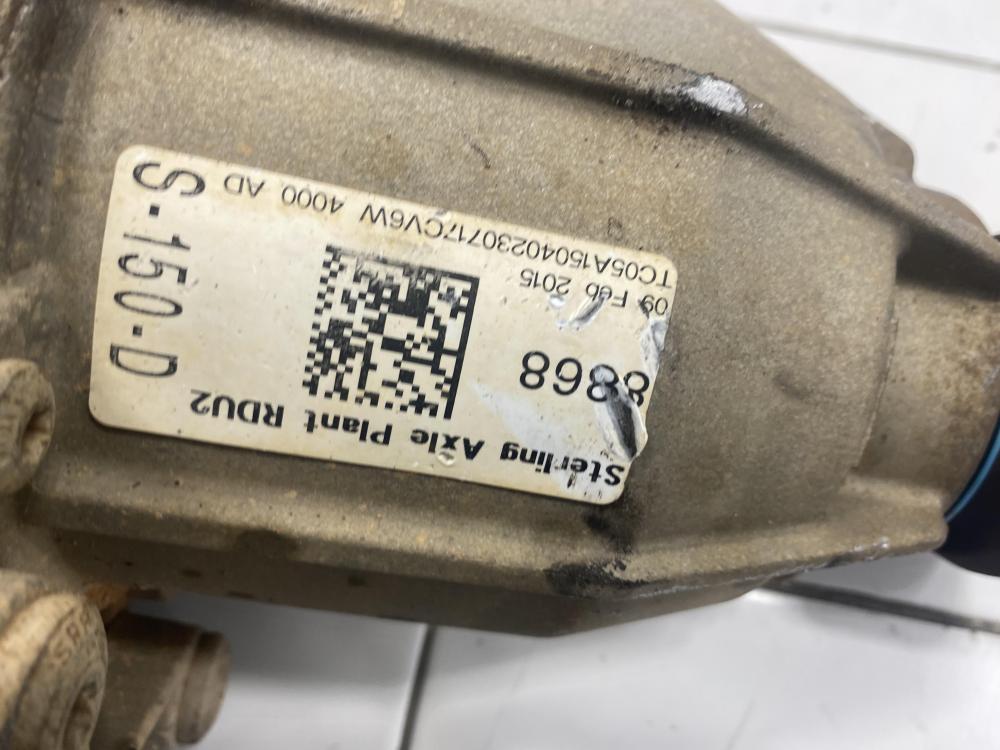 Sterling Axle Plant RDU2
8868
09 Feb 2015
TC05A15040230717CV6W 4000 AD
S-150-D